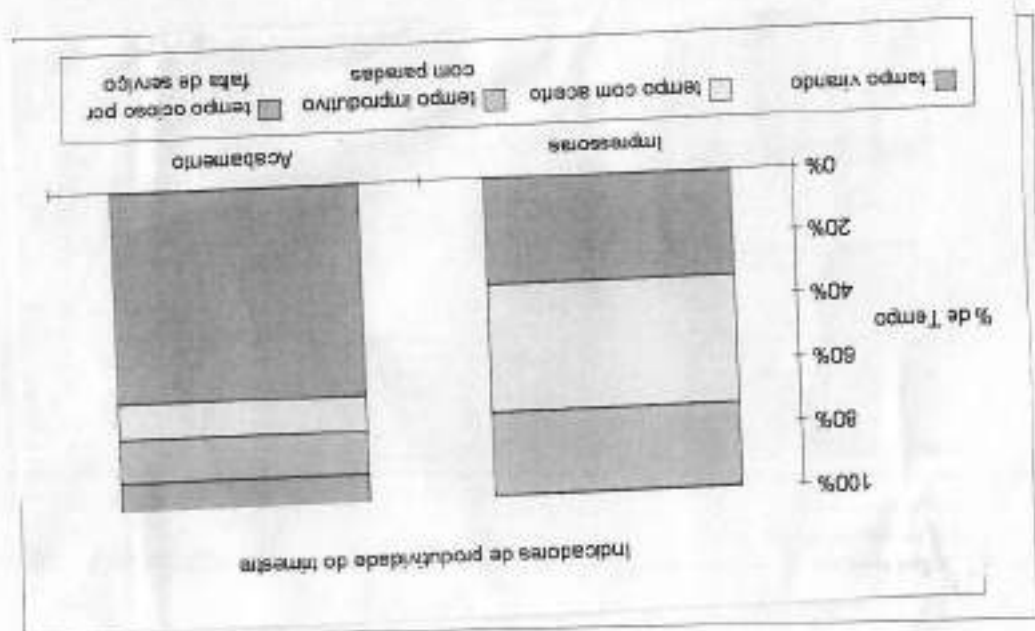 Indicadores de produtividade do trimestre
% de Tempo
100%
80%
60%
40%
20%
0%
Impressoras
Acabamento
tempo virando
tempo com acerto
tempo improdutivo com paradas
tempo ocioso por falta de serviço